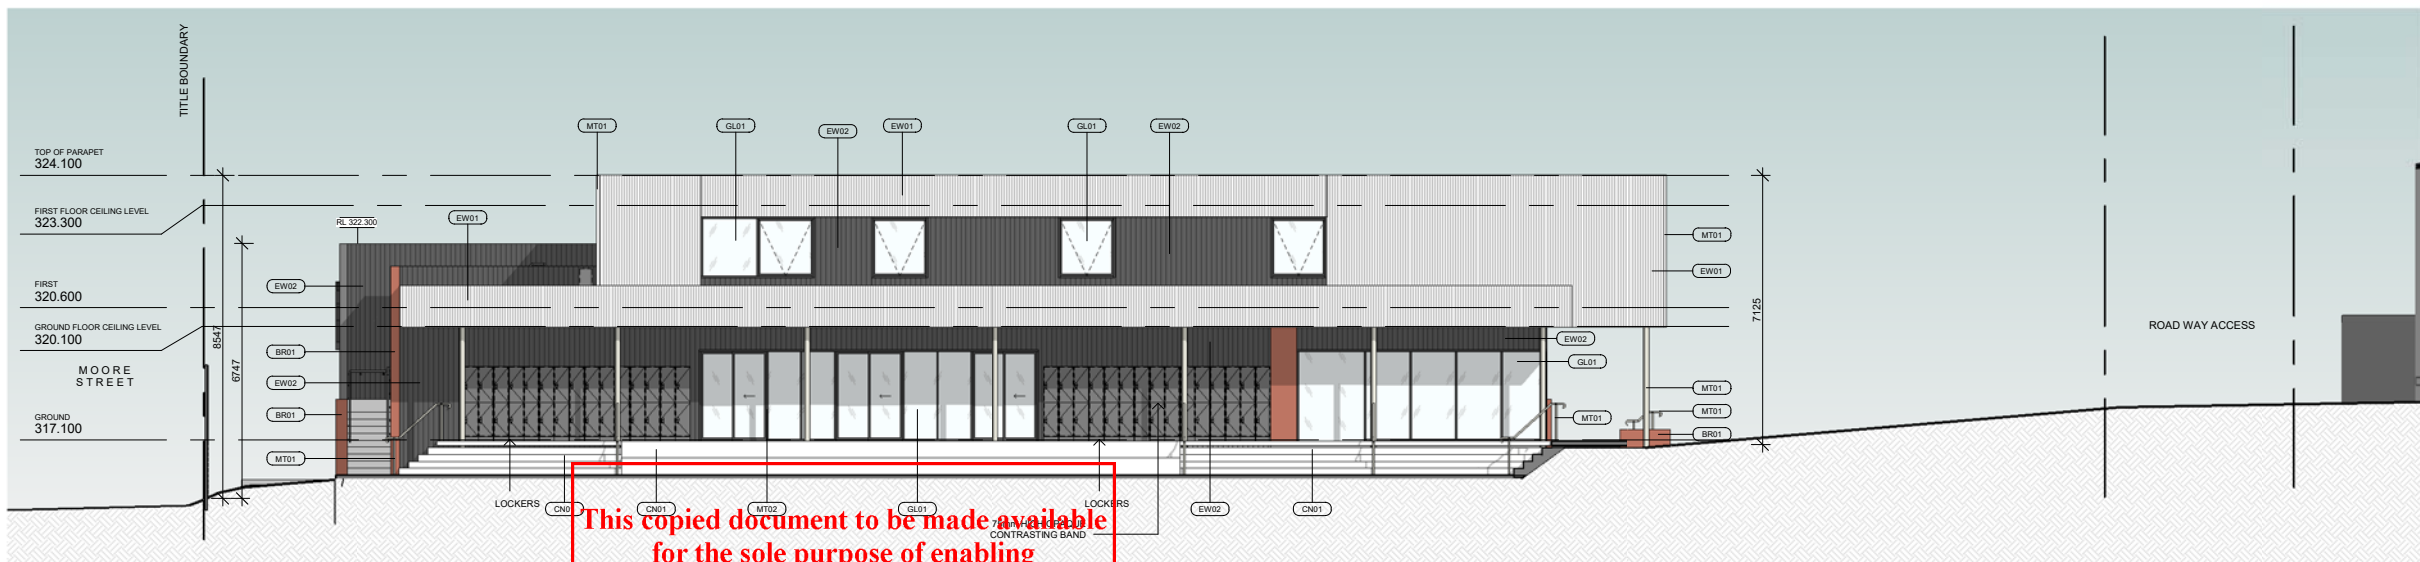 TITLE BOUNDARY
MT01
GL01
EW02
EW01
GL01
EW02
TOP OF PARAPET
324.100
FIRST FLOOR CEILING LEVEL
323.300
RL 322.300
EW01
MT01
EW01
EW02
FIRST
320.600
GROUND FLOOR CEILING LEVEL
320.100
8547
6747
7125
ROAD WAY ACCESS
EW02
BR01
GL01
MOORE
STREET
EW02
MT01
BR01
MT01
MT01
GROUND
317.100
BR01
MT01
LOCKERS
CN01
MT02
GL01
LOCKERS
EW02
CN01
CONTRASTING BAND
This copied document to be made available
for the sole purpose of enabling